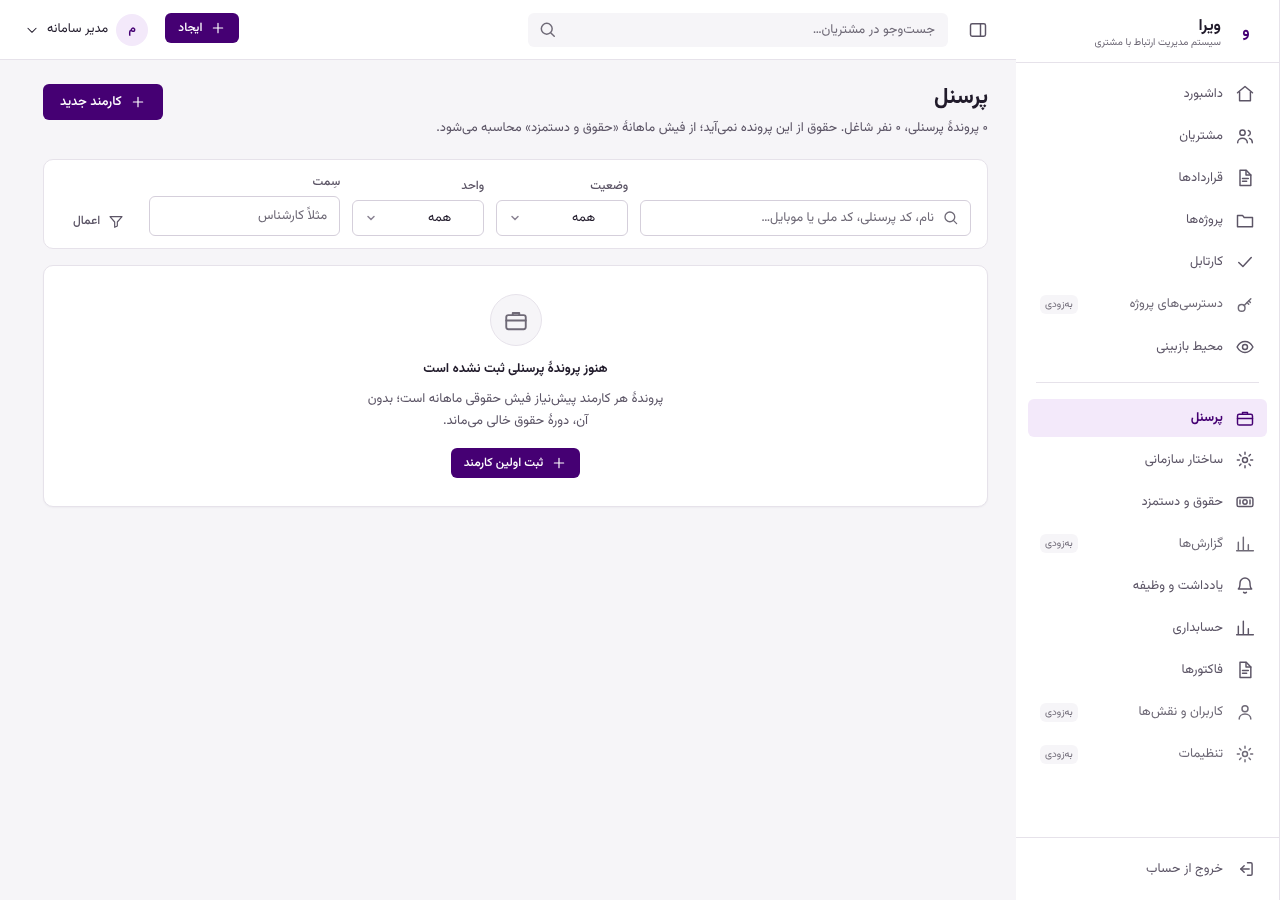 و
ویرا
سیستم مدیریت ارتباط با مشتری
داشبورد
مشتریان
قراردادها
پروژه‌ها
کارتابل
دسترسی‌های پروژه
به‌زودی
محیط بازبینی
پرسنل
ساختار سازمانی
حقوق و دستمزد
گزارش‌ها
به‌زودی
یادداشت و وظیفه
حسابداری
فاکتورها
کاربران و نقش‌ها
به‌زودی
تنظیمات
به‌زودی
خروج از حساب
جست‌وجو در مشتریان...
ایجاد
م
مدیر سامانه
پرسنل
۰ پروندهٔ پرسنلی، ۰ نفر شاغل. حقوق از این پرونده نمی‌آید؛ از فیش ماهانهٔ «حقوق و دستمزد» محاسبه می‌شود.
کارمند جدید
نام، کد پرسنلی، کد ملی یا موبایل...
وضعیت
همه
واحد
همه
سِمت
مثلاً کارشناس
اعمال
هنوز پروندهٔ پرسنلی ثبت نشده است
پروندهٔ هر کارمند پیش‌نیاز فیش حقوقی ماهانه است؛ بدون
آن، دورهٔ حقوق خالی می‌ماند.
ثبت اولین کارمند